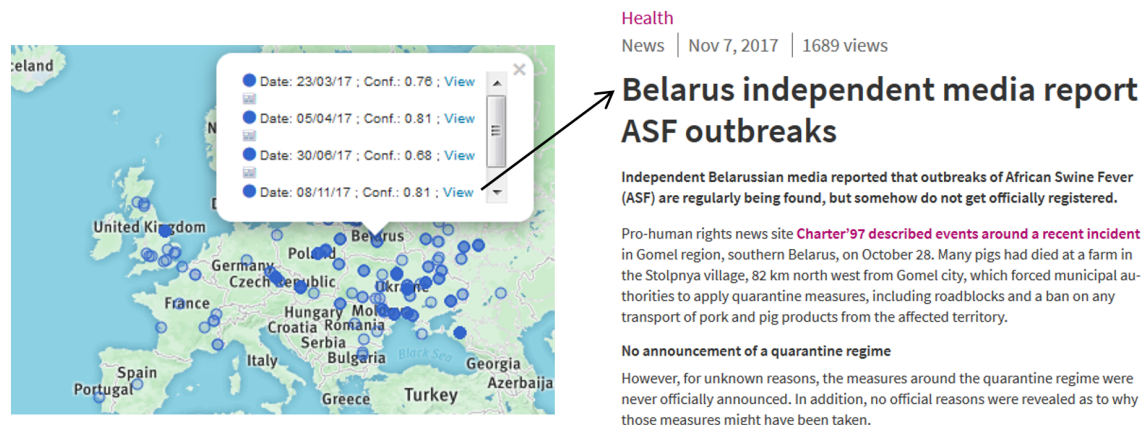 eland
Date: 23/03/17 ; Conf.: 0.76 ; View
Date: 05/04/17 ; Conf.: 0.81 ; View
Date: 30/06/17 ; Conf.: 0.68 ; View
Date: 08/11/17 ; Conf.: 0.81 ; View
United Kingdom
Belarus
Poland
Germany
Czech Republic
Ukraine
France
Hungary
Moldova
Croatia
Romania
Serbia
Italy
Bulgaria
Black Sea
Georgia
Spain
Portugal
Azerbaija
Greece
Turkey
Health
News | Nov 7, 2017 | 1689 views
Belarus independent media report
ASF outbreaks
Independent Belarussian media reported that outbreaks of African Swine Fever
(ASF) are regularly being found, but somehow do not get officially registered.
Pro-human rights news site Charter’97 described events around a recent incident
in Gomel region, southern Belarus, on October 28. Many pigs had died at a farm in
the Stolpnya village, 82 km north west from Gomel city, which forced municipal au-
thorities to apply quarantine measures, including roadblocks and a ban on any
transport of pork and pig products from the affected territory.
No announcement of a quarantine regime
However, for unknown reasons, the measures around the quarantine regime were
never officially announced. In addition, no official reasons were revealed as to why
those measures might have been taken.